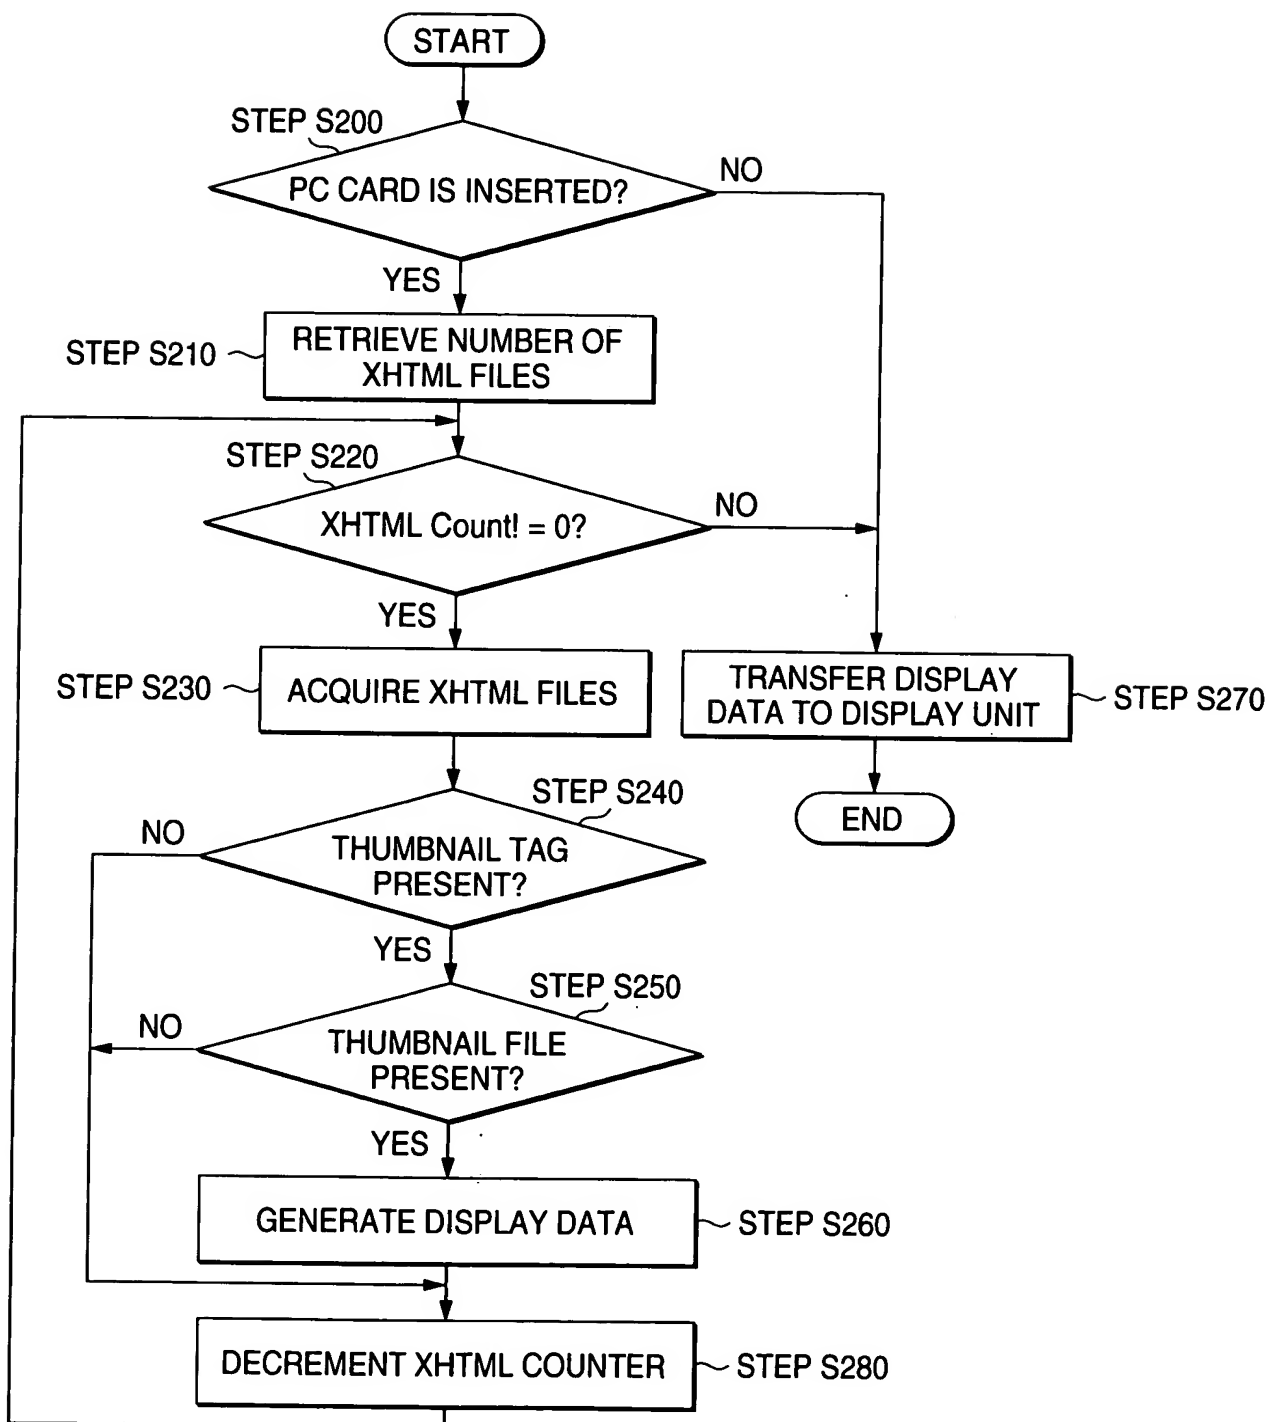 START
STEP S200
PC CARD IS INSERTED?
NO
YES
STEP S210
RETRIEVE NUMBER OF
XHTML FILES
STEP S220
XHTML Count! = 0?
NO
YES
STEP S230
ACQUIRE XHTML FILES
TRANSFER DISPLAY
DATA TO DISPLAY UNIT
STEP S270
END
STEP S240
THUMBNAIL TAG
PRESENT?
NO
YES
STEP S250
THUMBNAIL FILE
PRESENT?
NO
YES
GENERATE DISPLAY DATA
STEP S260
DECREMENT XHTML COUNTER
STEP S280